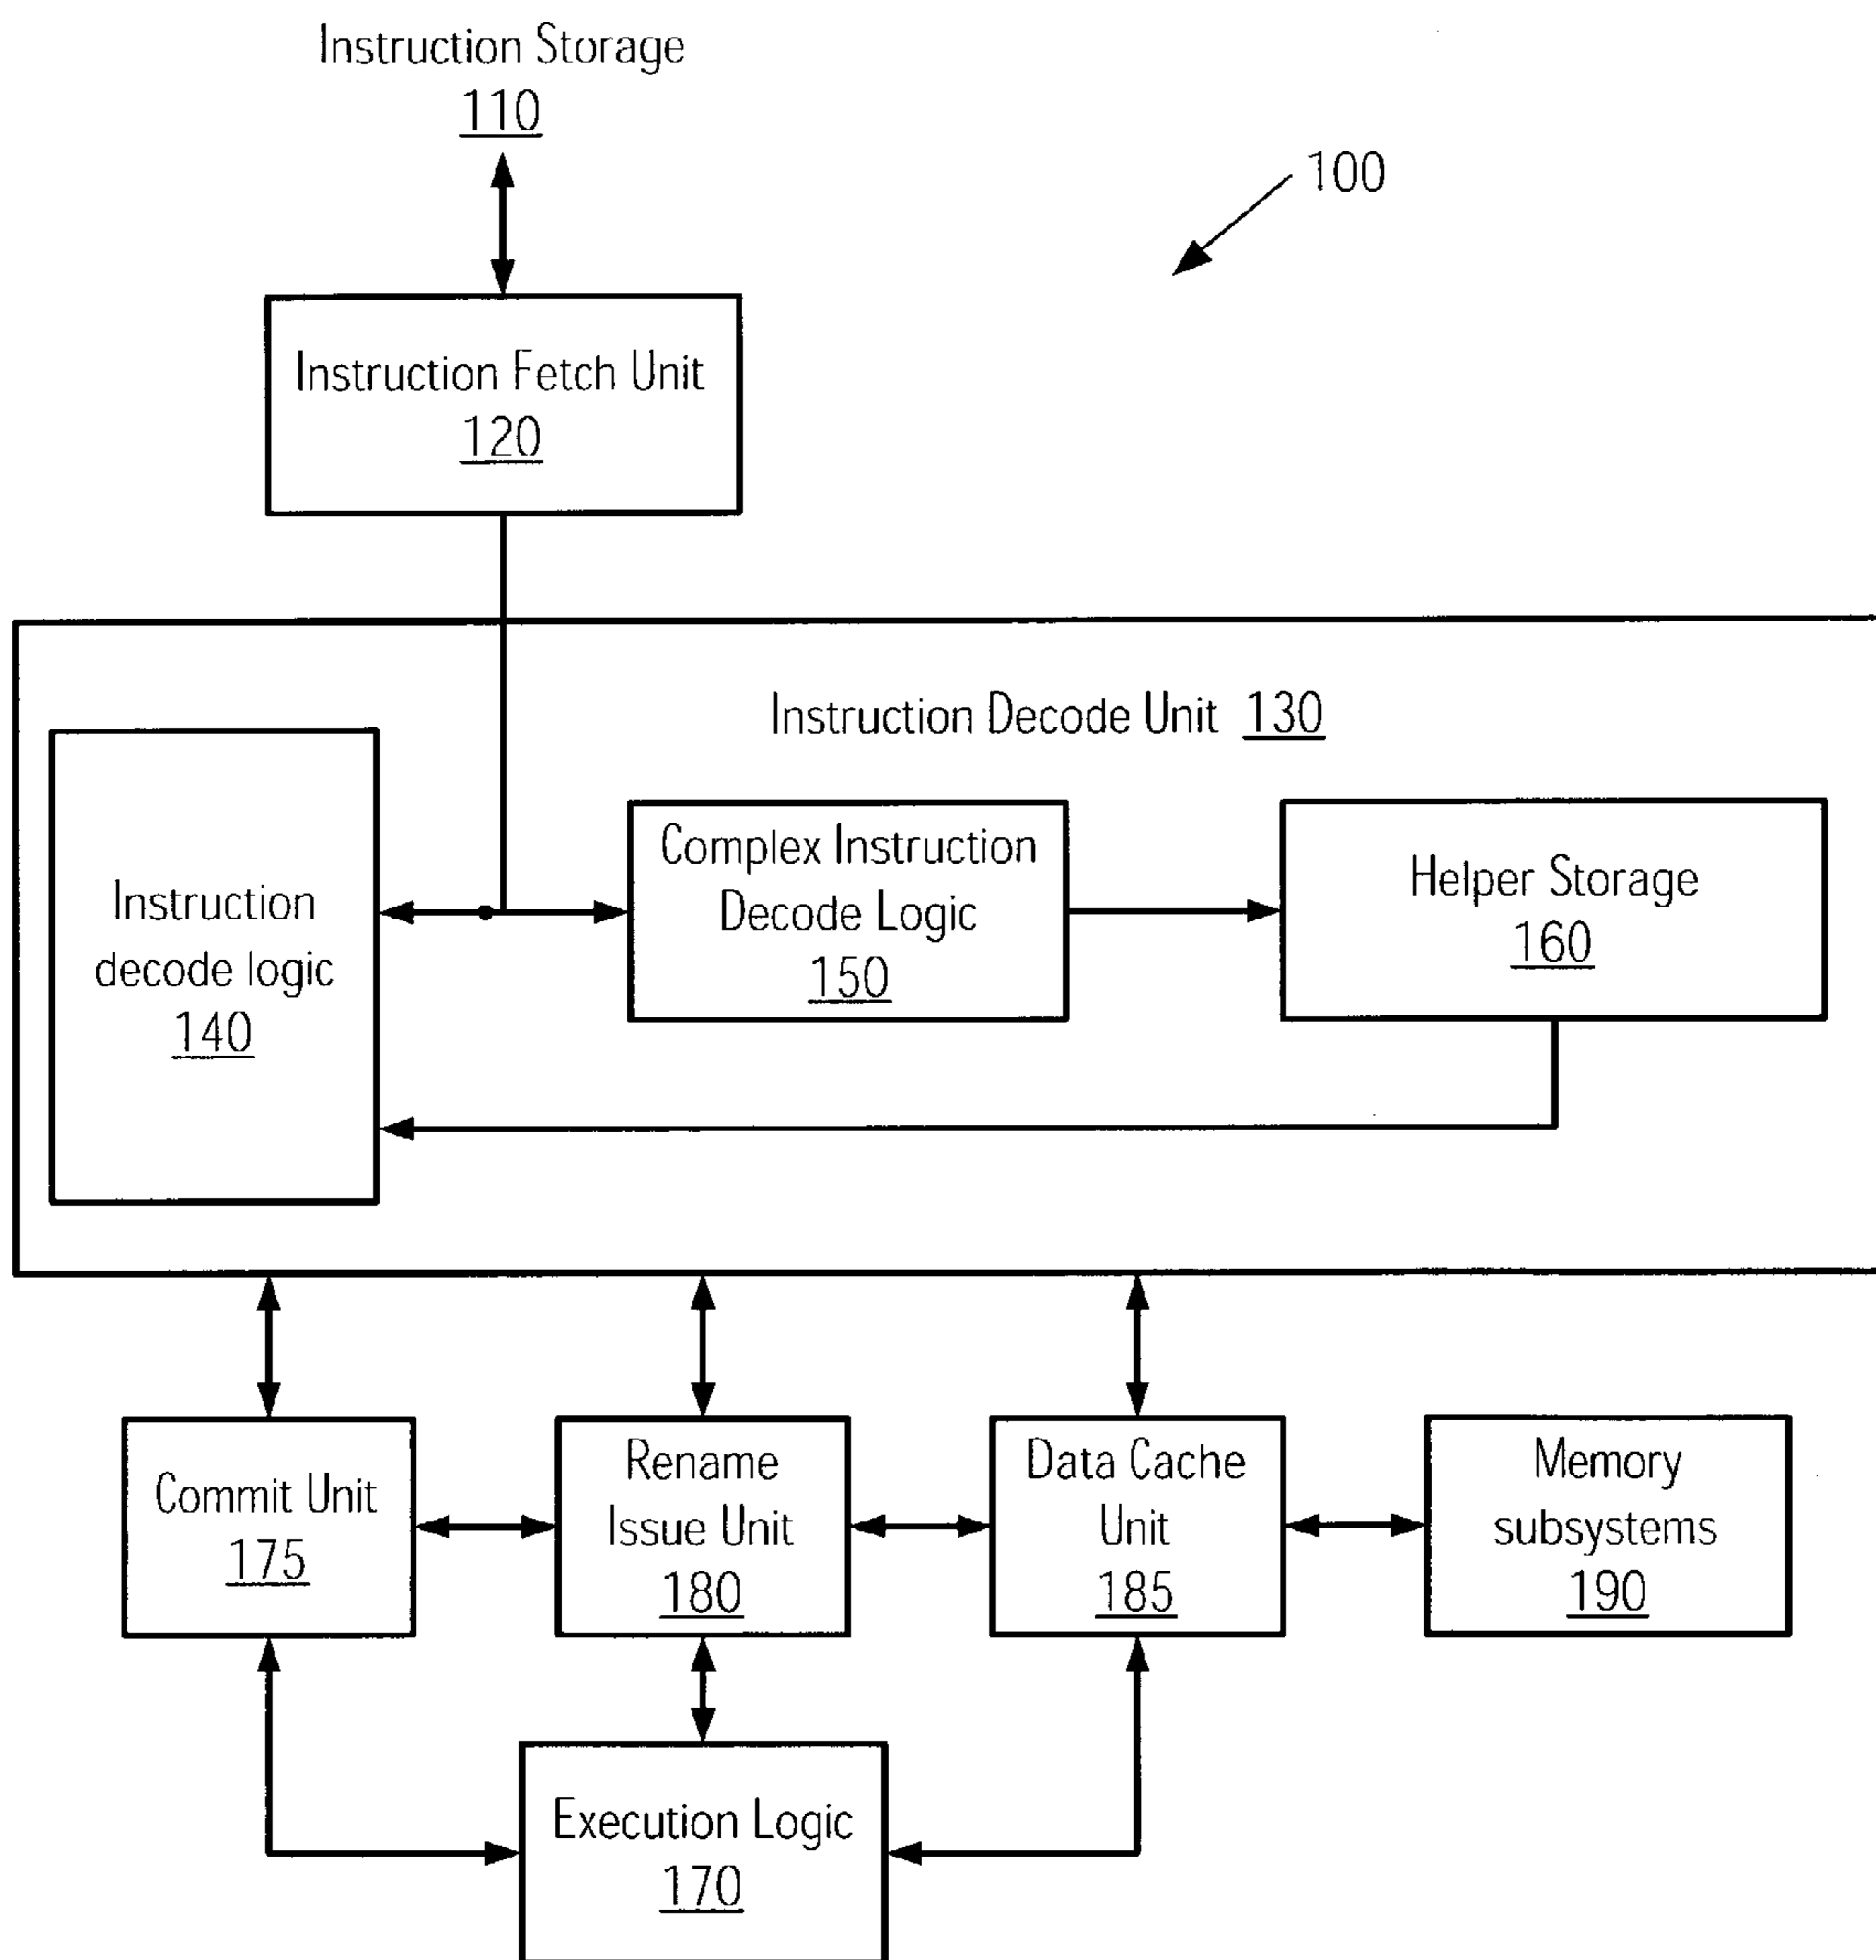 Instruction Storage
110
100
Instruction Fetch Unit
120
Instruction Decode Unit 130
Instruction
decode logic
140
Complex Instruction
Decode Logic
150
Helper Storage
160
Commit Unit
175
Rename
Issue Unit
180
Data Cache
Unit
185
Memory
subsystems
190
Execution Logic
170